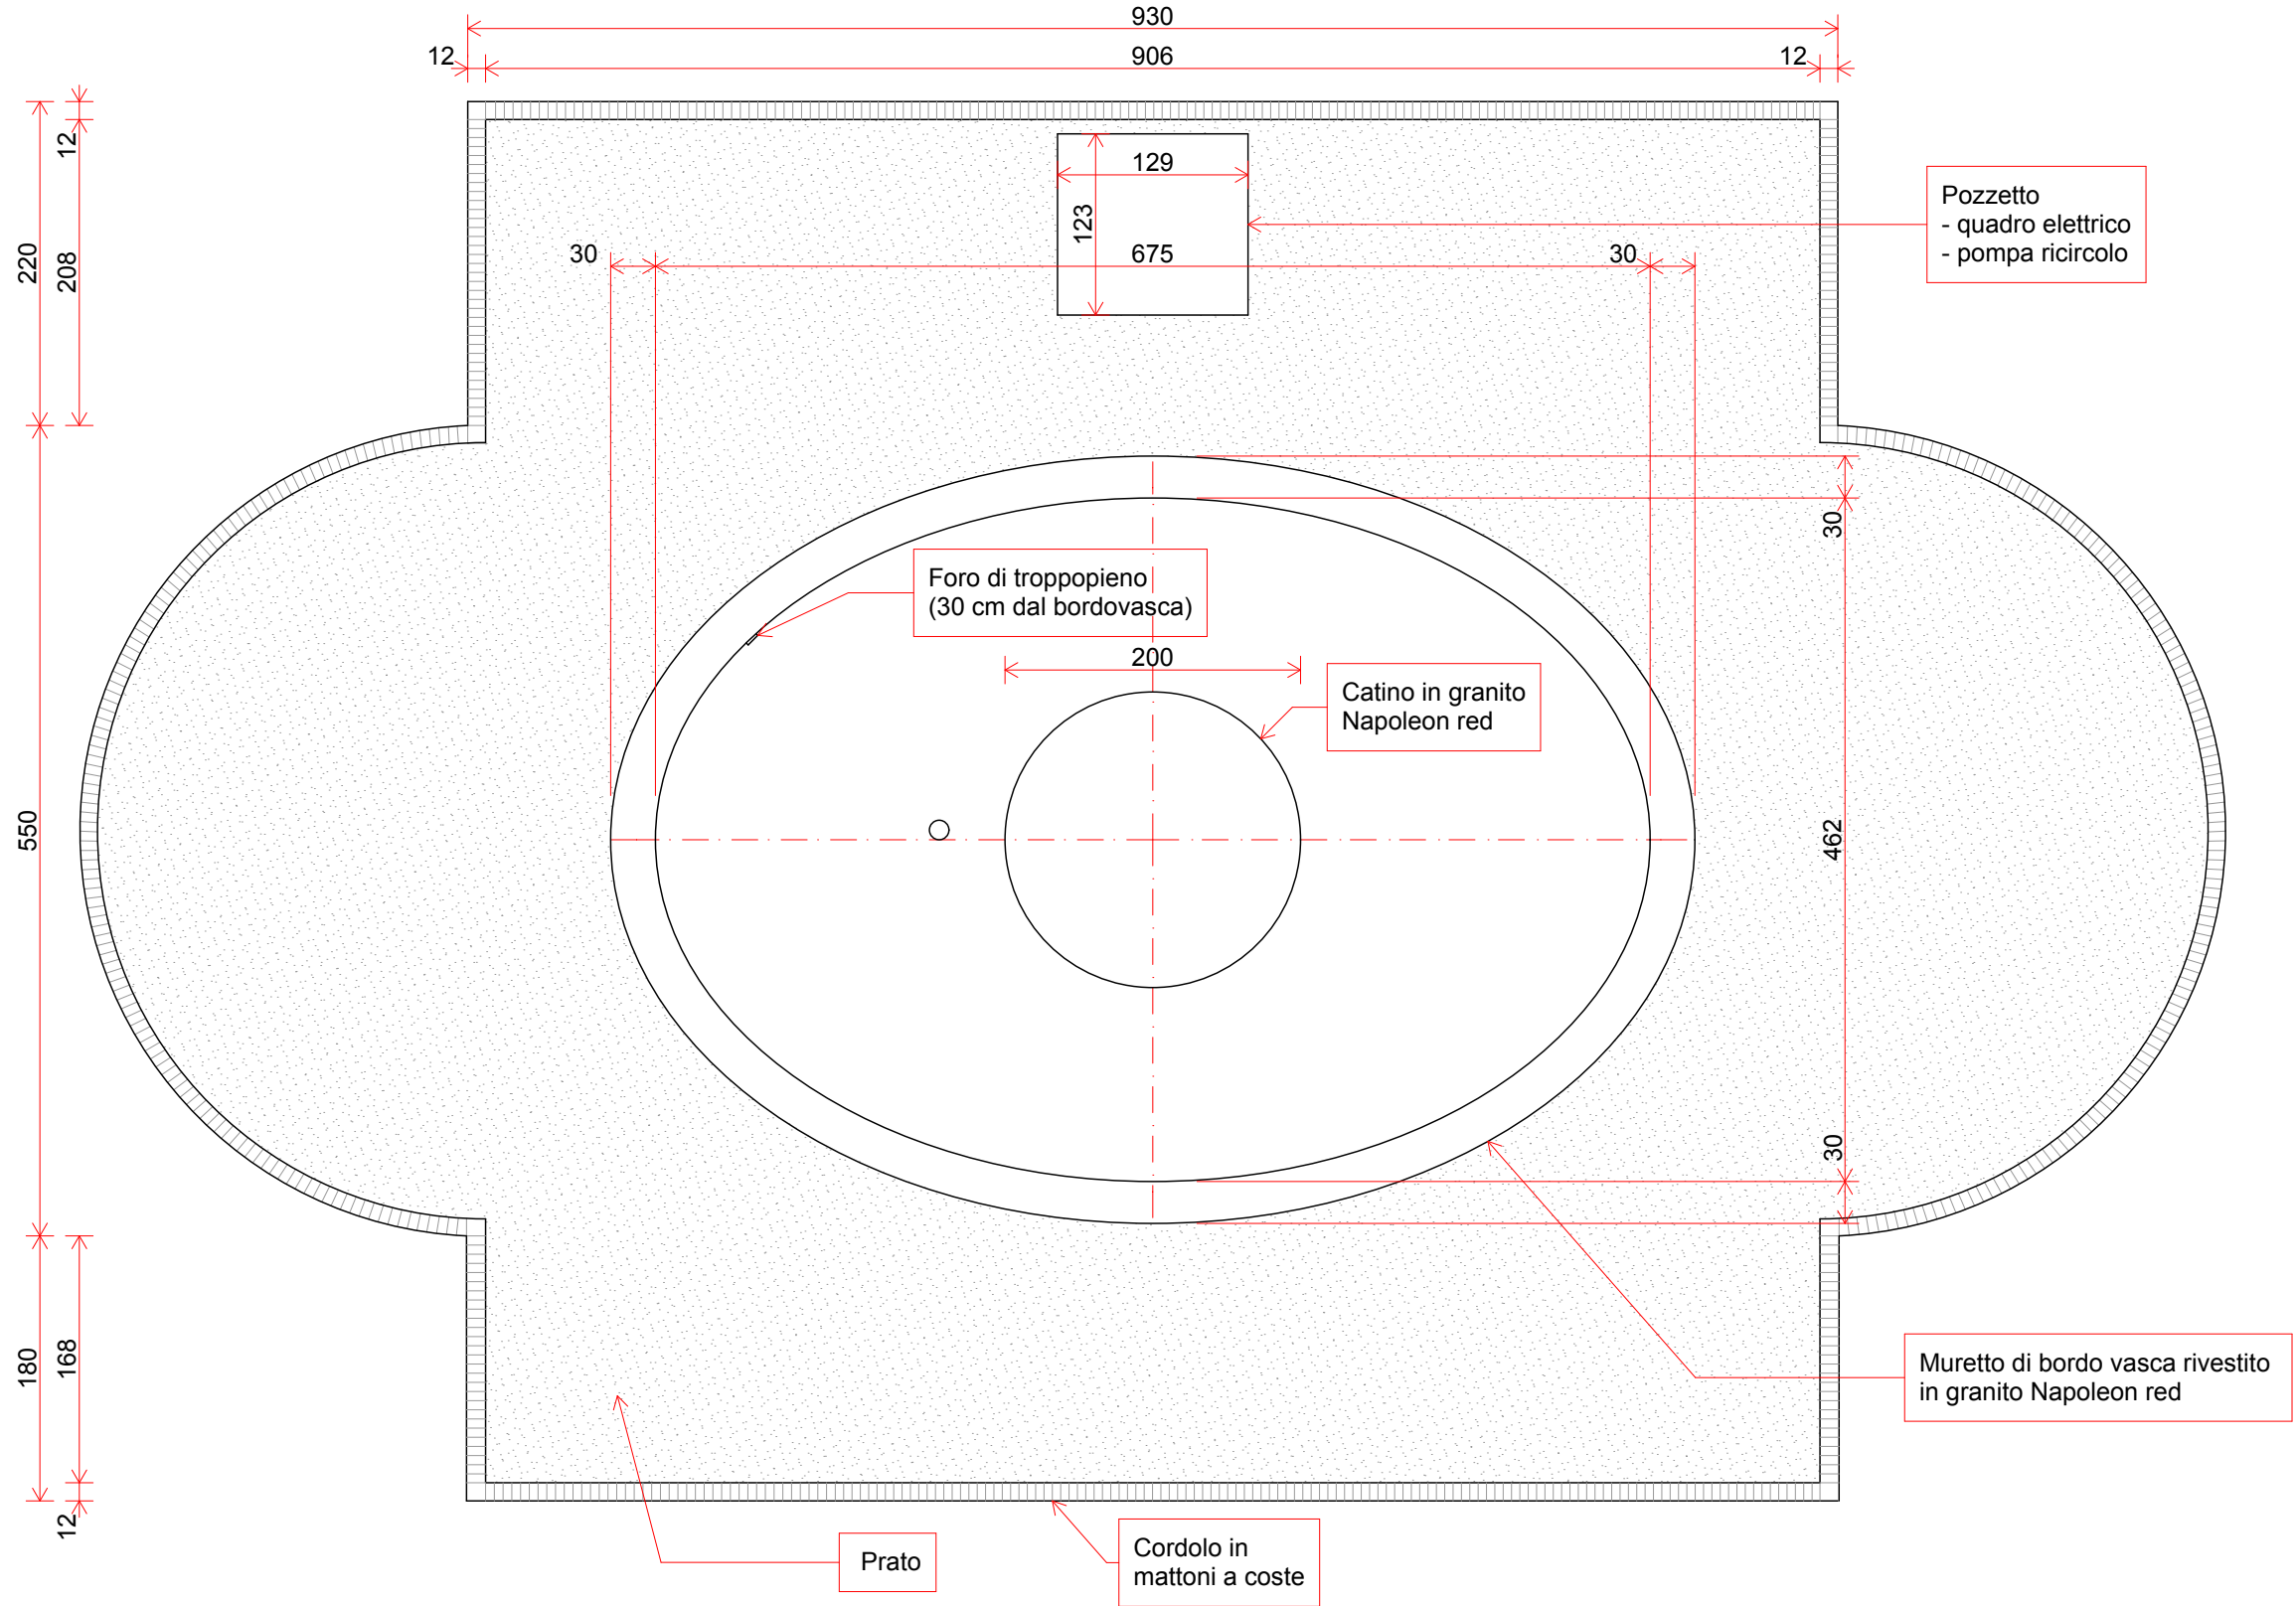 930
12
906
12
12
220
208
129
123
Pozzetto
- quadro elettrico
- pompa ricircolo
30
675
30
30
Foro di troppopieno
(30 cm dal bordovasca)
200
Catino in granito
Napoleon red
550
462
30
180
168
12
Muretto di bordo vasca rivestito
in granito Napoleon red
Prato
Cordolo in
mattoni a coste